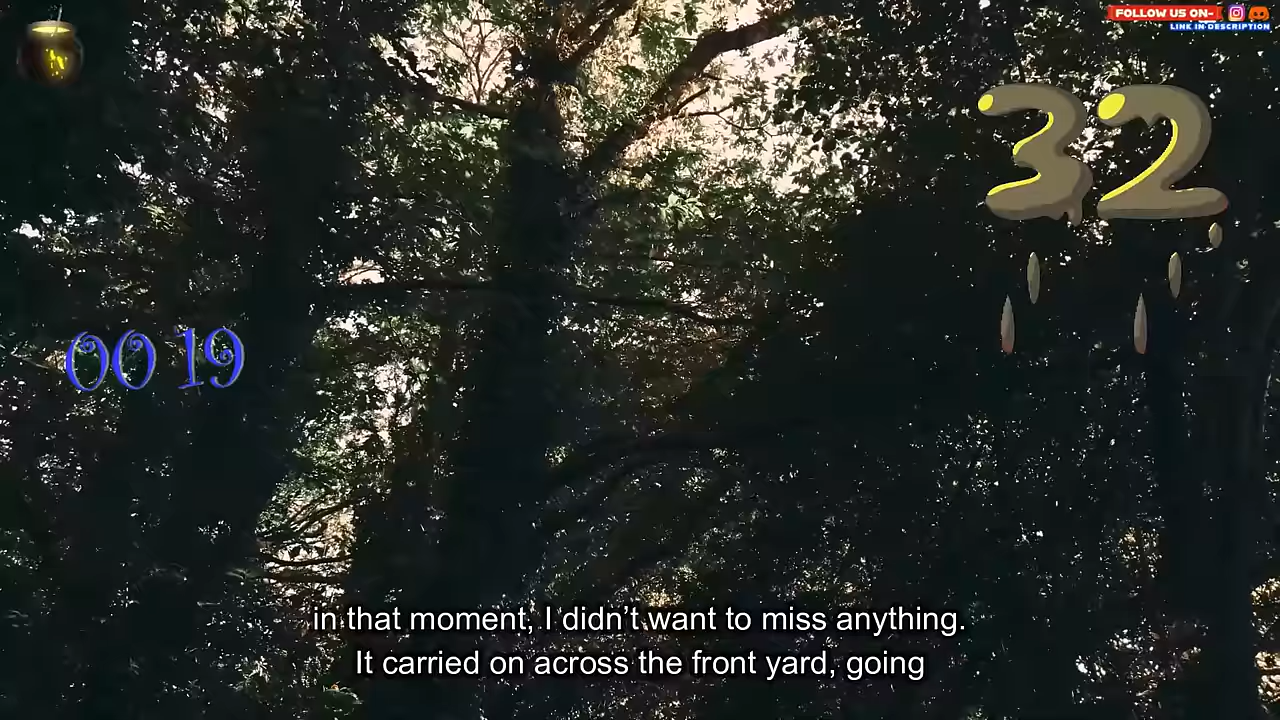 FOLLOW US ON-
LINK IN DESCRIPTION
32
00 19
in that moment, I didn't want to miss anything.
It carried on across the front yard, going